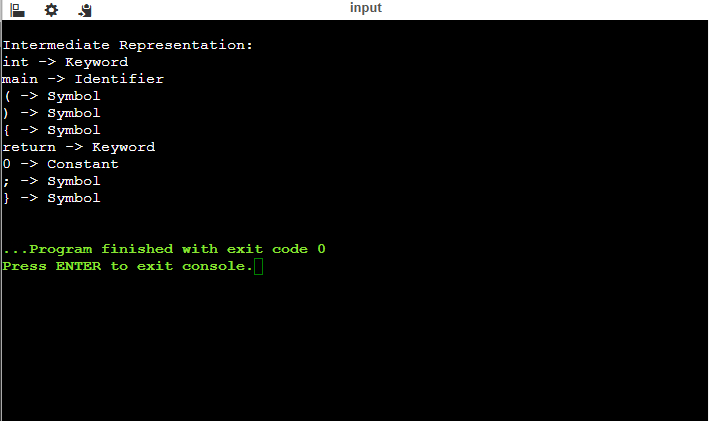 input
Intermediate Representation:
int -> Keyword
main -> Identifier
( -> Symbol
) -> Symbol
{ -> Symbol
return -> Keyword
0 -> Constant
; -> Symbol
} -> Symbol
...Program finished with exit code 0
Press ENTER to exit console.